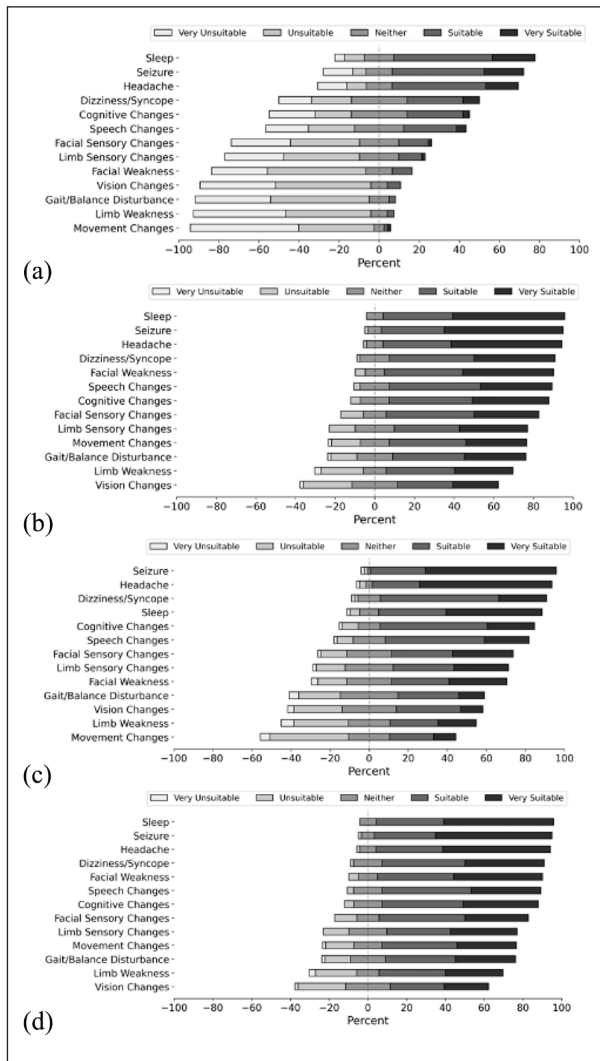 Very Unsuitable Unsuitable Neither Suitable Very Suitable
Sleep
Seizure
Headache
Dizziness/Syncope
Cognitive Changes
Speech Changes
Facial Sensory Changes
Limb Sensory Changes
Facial Weakness
Vision Changes
Gait/Balance Disturbance
Limb Weakness
Movement Changes
−100 −80 −60 −40 −20 0 20 40 60 80 100
Percent
(a)
Very Unsuitable Unsuitable Neither Suitable Very Suitable
Sleep
Seizure
Headache
Dizziness/Syncope
Facial Weakness
Speech Changes
Cognitive Changes
Facial Sensory Changes
Limb Sensory Changes
Movement Changes
Gait/Balance Disturbance
Limb Weakness
Vision Changes
−100 −80 −60 −40 −20 0 20 40 60 80 100
Percent
(b)
Very Unsuitable Unsuitable Neither Suitable Very Suitable
Seizure
Headache
Dizziness/Syncope
Sleep
Cognitive Changes
Speech Changes
Facial Sensory Changes
Limb Sensory Changes
Facial Weakness
Gait/Balance Disturbance
Vision Changes
Limb Weakness
Movement Changes
−100 −80 −60 −40 −20 0 20 40 60 80 100
Percent
(c)
Very Unsuitable Unsuitable Neither Suitable Very Suitable
Sleep
Seizure
Headache
Dizziness/Syncope
Facial Weakness
Speech Changes
Cognitive Changes
Facial Sensory Changes
Limb Sensory Changes
Movement Changes
Gait/Balance Disturbance
Limb Weakness
Vision Changes
−100 −80 −60 −40 −20 0 20 40 60 80 100
Percent
(d)